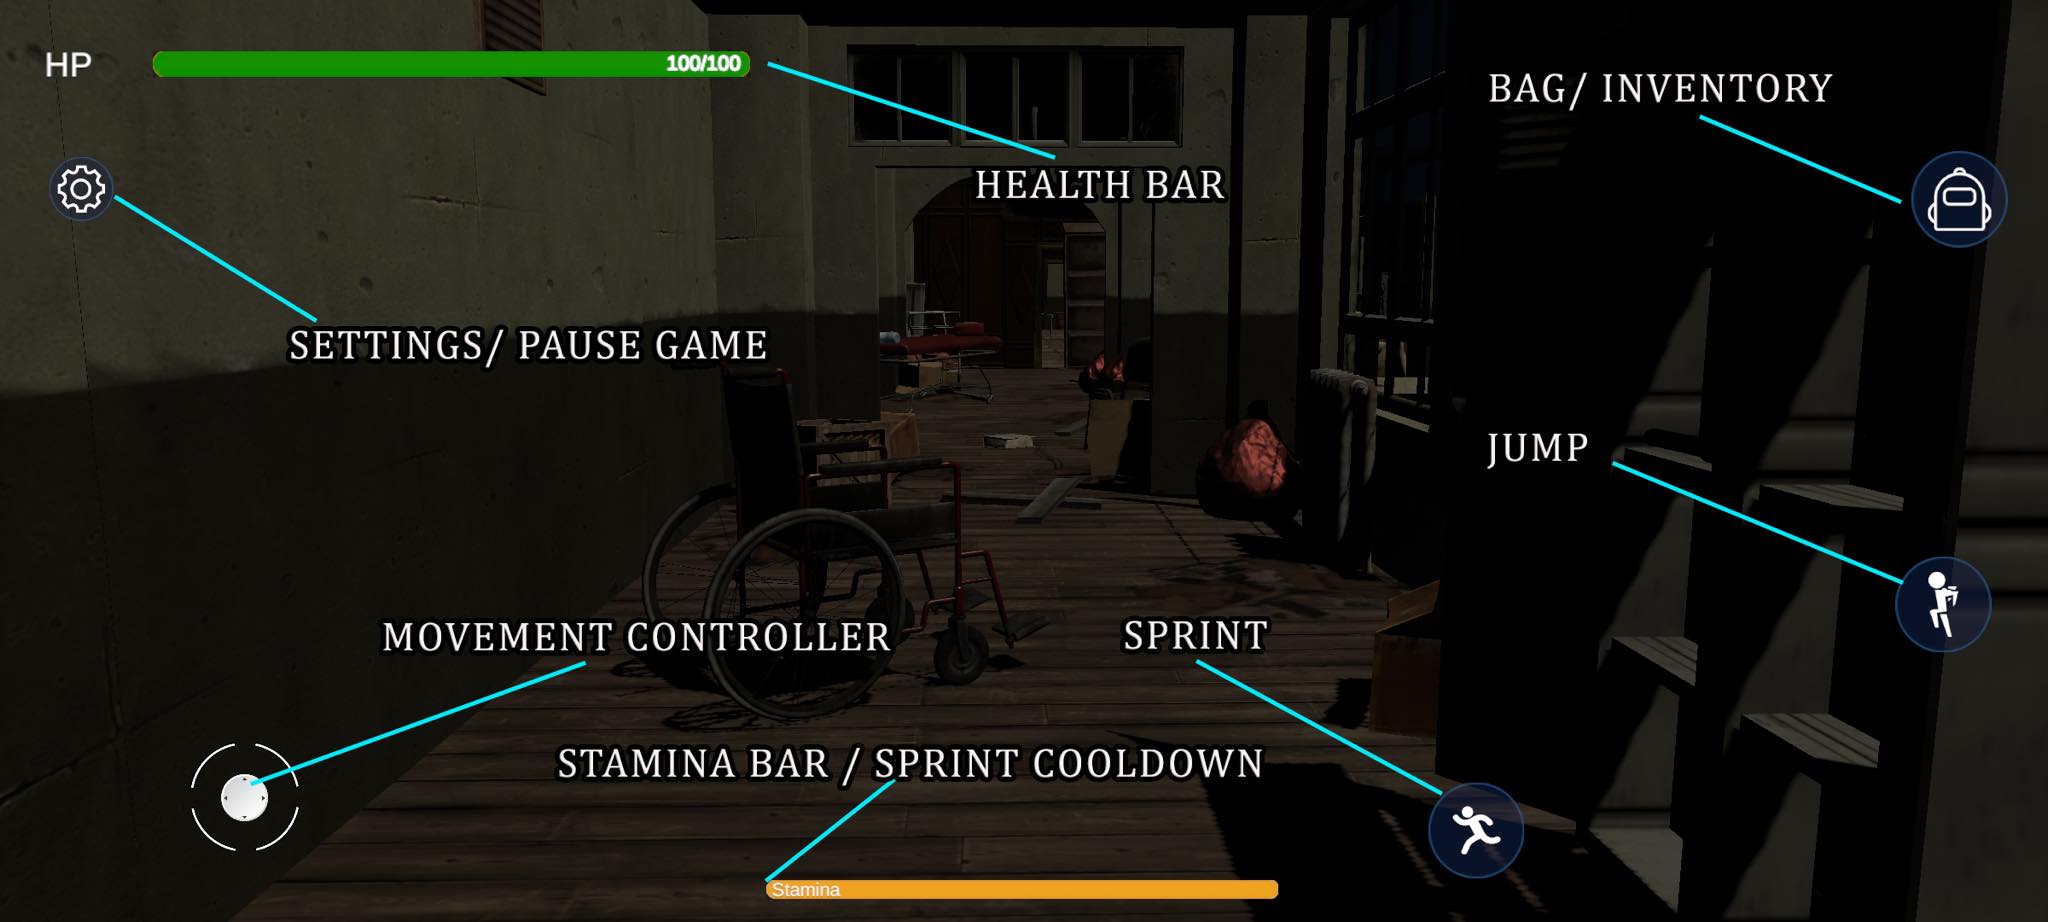 HP
100/100
BAG/ INVENTORY
HEALTH BAR
SETTINGS/ PAUSE GAME
JUMP
MOVEMENT CONTROLLER
SPRINT
STAMINA BAR / SPRINT COOLDOWN
Stamina